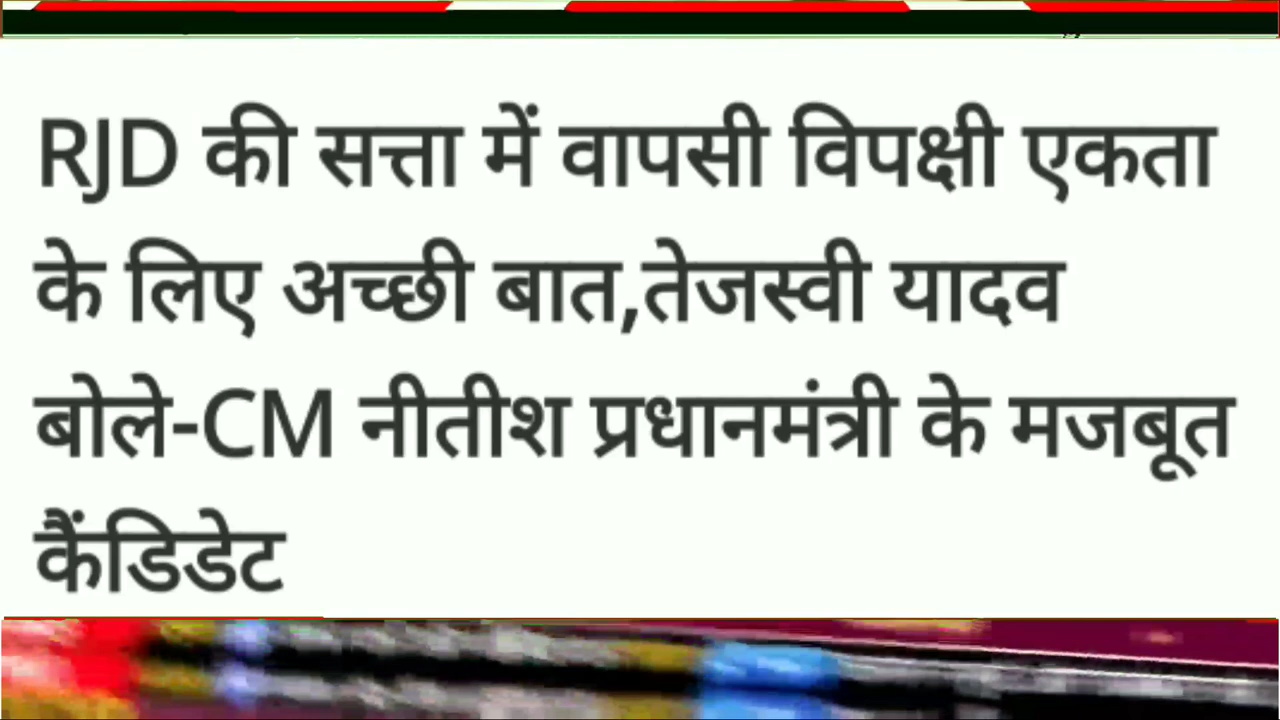 RJD की सत्ता में वापसी विपक्षी एकता
के लिए अच्छी बात,तेजस्वी यादव
बोले-CM नीतीश प्रधानमंत्री के मजबूत
कैंडिडेट